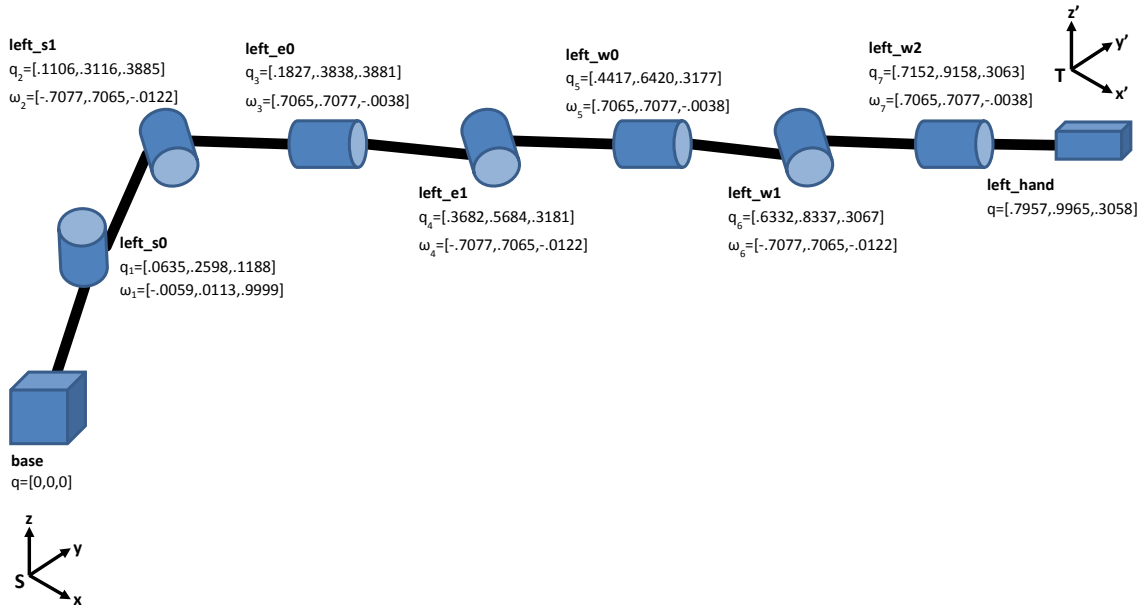 left_s1
q₂=[.1106,.3116,.3885]
ω₂=[-.7077,.7065,-.0122]
left_e0
q₃=[.1827,.3838,.3881]
ω₃=[.7065,.7077,-.0038]
left_w0
q₅=[.4417,.6420,.3177]
ω₅=[.7065,.7077,-.0038]
left_w2
q₇=[.7152,.9158,.3063]
ω₇=[.7065,.7077,-.0038]
z’
y’
T
x’
left_e1
q₄=[.3682,.5684,.3181]
ω₄=[-.7077,.7065,-.0122]
left_w1
q₆=[.6332,.8337,.3067]
ω₆=[-.7077,.7065,-.0122]
left_hand
q=[.7957,.9965,.3058]
left_s0
q₁=[.0635,.2598,.1188]
ω₁=[-.0059,.0113,.9999]
base
q=[0,0,0]
z
y
S
x